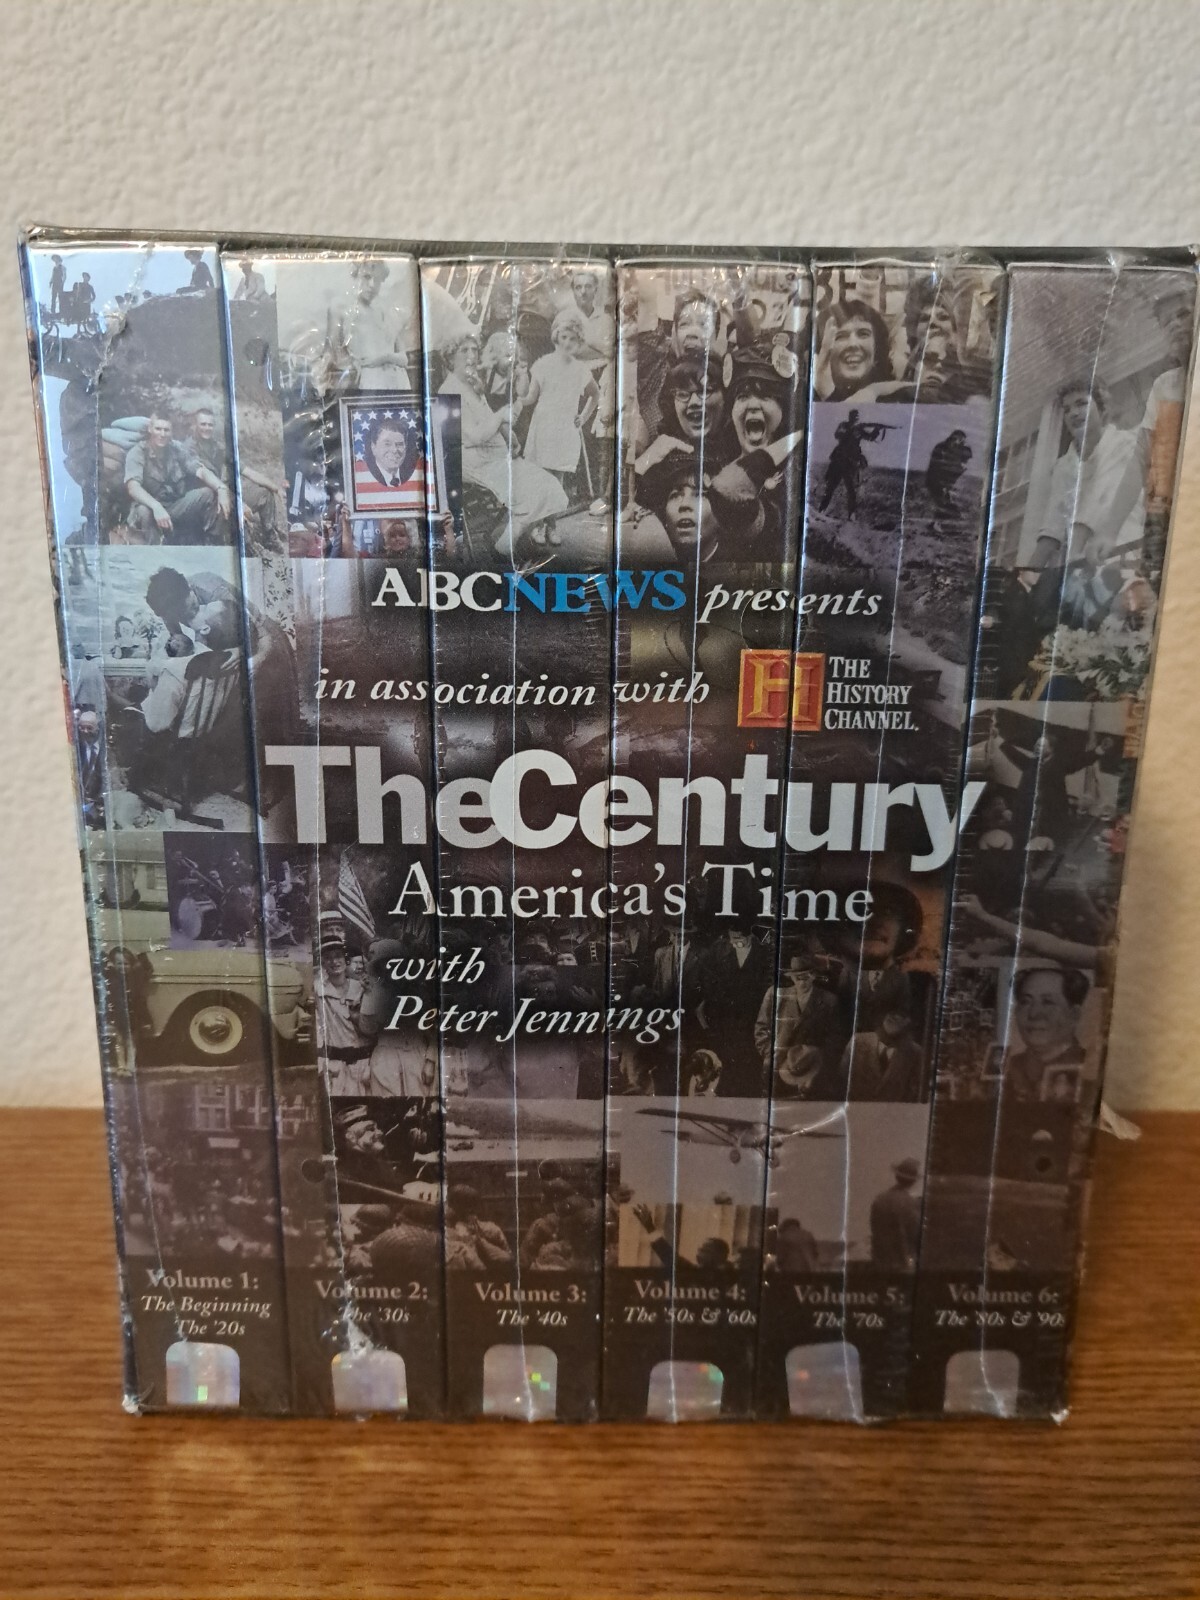 ABCNEWS presents
in association with
THE
HISTORY
CHANNEL.
H
TheCentury
America's Time
with
Peter Jennings
Volume 1:
The Beginning
The '20s
Volume 2:
The '30s
Volume 3:
The '40s
Volume 4:
The '50s & '60s
Volume 5:
The '70s
Volume 6:
The '80s & '90s